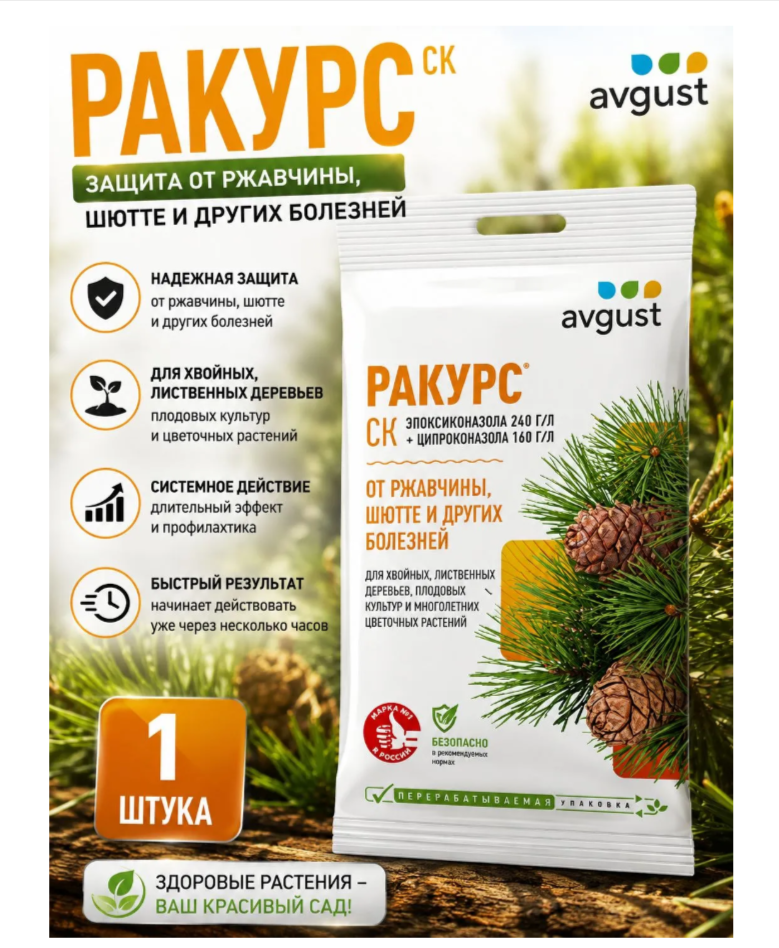 РАКУРС СК
avgust
ЗАЩИТА ОТ РЖАВЧИНЫ,
ШЮТТЕ И ДРУГИХ БОЛЕЗНЕЙ
НАДЕЖНАЯ ЗАЩИТА
от ржавчины, шютте
и других болезней
ДЛЯ ХВОЙНЫХ,
ЛИСТВЕННЫХ ДЕРЕВЬЕВ
плодовых культур
и цветочных растений
СИСТЕМНОЕ ДЕЙСТВИЕ
длительный эффект
и профилахтика
БЫСТРЫЙ РЕЗУЛЬТАТ
начинает действовать
уже через несколько часов
1
ШТУКА
ЗДОРОВЫЕ РАСТЕНИЯ –
ВАШ КРАСИВЫЙ САД!
avgust
РАКУРС®
СК ЭПОКСИКОНАЗОЛА 240 Г/Л
+ ЦИПРОКОНАЗОЛА 160 Г/Л
ОТ РЖАВЧИНЫ,
ШЮТТЕ И ДРУГИХ
БОЛЕЗНЕЙ
ДЛЯ ХВОЙНЫХ, ЛИСТВЕННЫХ
ДЕРЕВЬЕВ, ПЛОДОВЫХ
КУЛЬТУР И МНОГОЛЕТНИХ
ЦВЕТОЧНЫХ РАСТЕНИЙ
МАРКА №1
В РОССИИ
БЕЗОПАСНО
в рекомендуемых
нормах
ПЕРЕРАБАТЫВАЕМАЯ УПАКОВКА